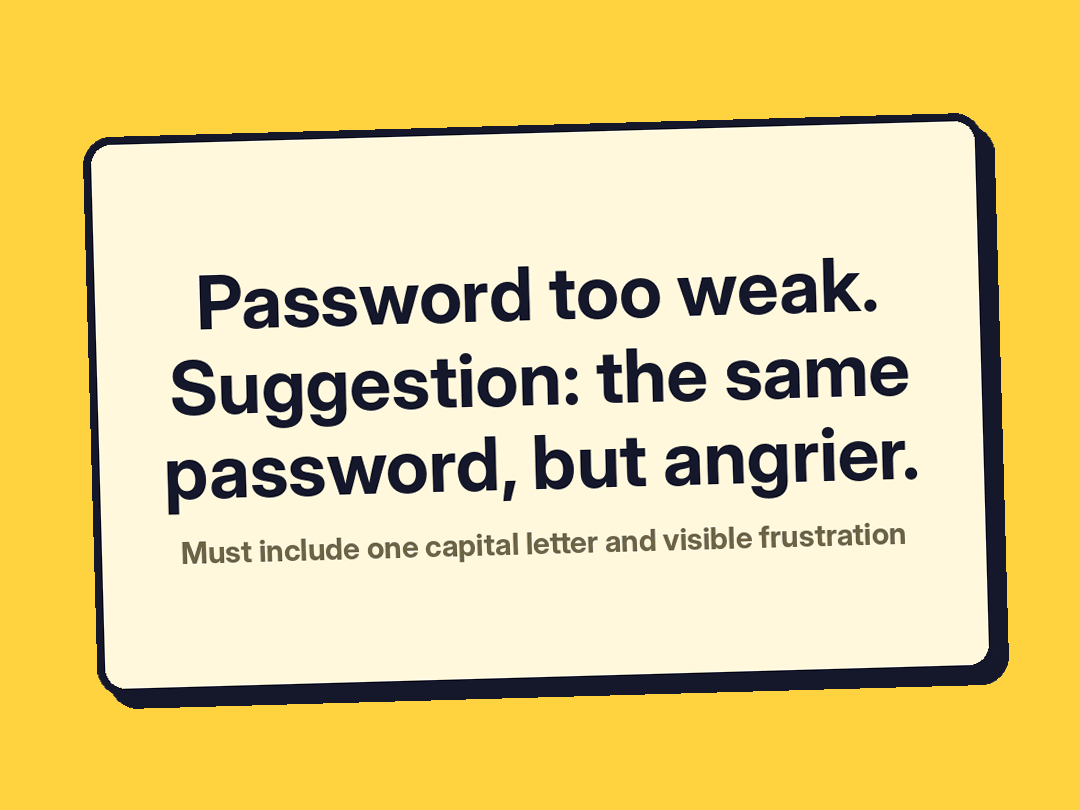 Password too weak.
Suggestion: the same
password, but angrier.
Must include one capital letter and visible frustration